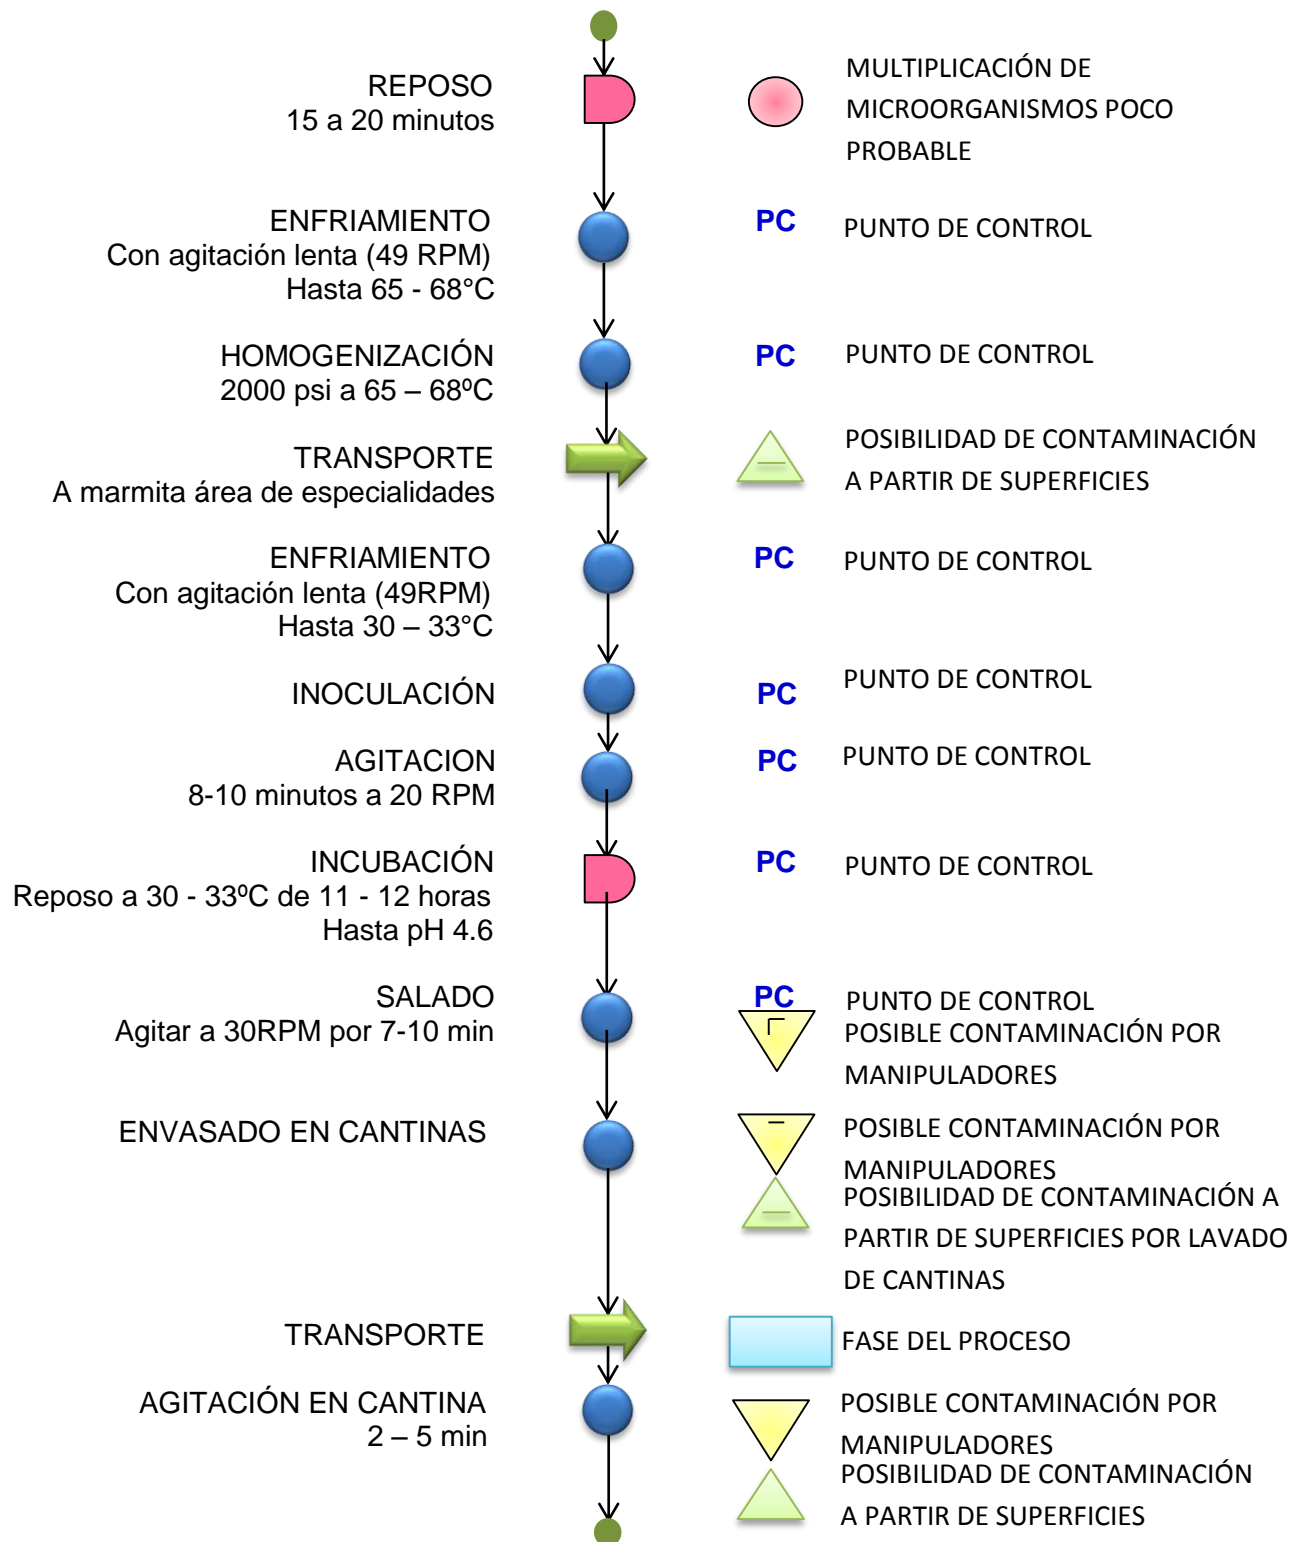 REPOSO
15 a 20 minutos
MULTIPLICACIÓN DE
MICROORGANISMOS POCO
PROBABLE
ENFRIAMIENTO
Con agitación lenta (49 RPM)
Hasta 65 - 68°C
PC
PUNTO DE CONTROL
HOMOGENIZACIÓN
2000 psi a 65 – 68ºC
PC
PUNTO DE CONTROL
TRANSPORTE
A marmita área de especialidades
POSIBILIDAD DE CONTAMINACIÓN
A PARTIR DE SUPERFICIES
ENFRIAMIENTO
Con agitación lenta (49RPM)
Hasta 30 – 33°C
PC
PUNTO DE CONTROL
INOCULACIÓN
PC
PUNTO DE CONTROL
AGITACION
8-10 minutos a 20 RPM
PC
PUNTO DE CONTROL
INCUBACIÓN
Reposo a 30 - 33ºC de 11 - 12 horas
Hasta pH 4.6
PC
PUNTO DE CONTROL
SALADO
Agitar a 30RPM por 7-10 min
PC
PUNTO DE CONTROL
POSIBLE CONTAMINACIÓN POR
MANIPULADORES
ENVASADO EN CANTINAS
POSIBLE CONTAMINACIÓN POR
MANIPULADORES
POSIBILIDAD DE CONTAMINACIÓN A
PARTIR DE SUPERFICIES POR LAVADO
DE CANTINAS
TRANSPORTE
FASE DEL PROCESO
AGITACIÓN EN CANTINA
2 – 5 min
POSIBLE CONTAMINACIÓN POR
MANIPULADORES
POSIBILIDAD DE CONTAMINACIÓN
A PARTIR DE SUPERFICIES